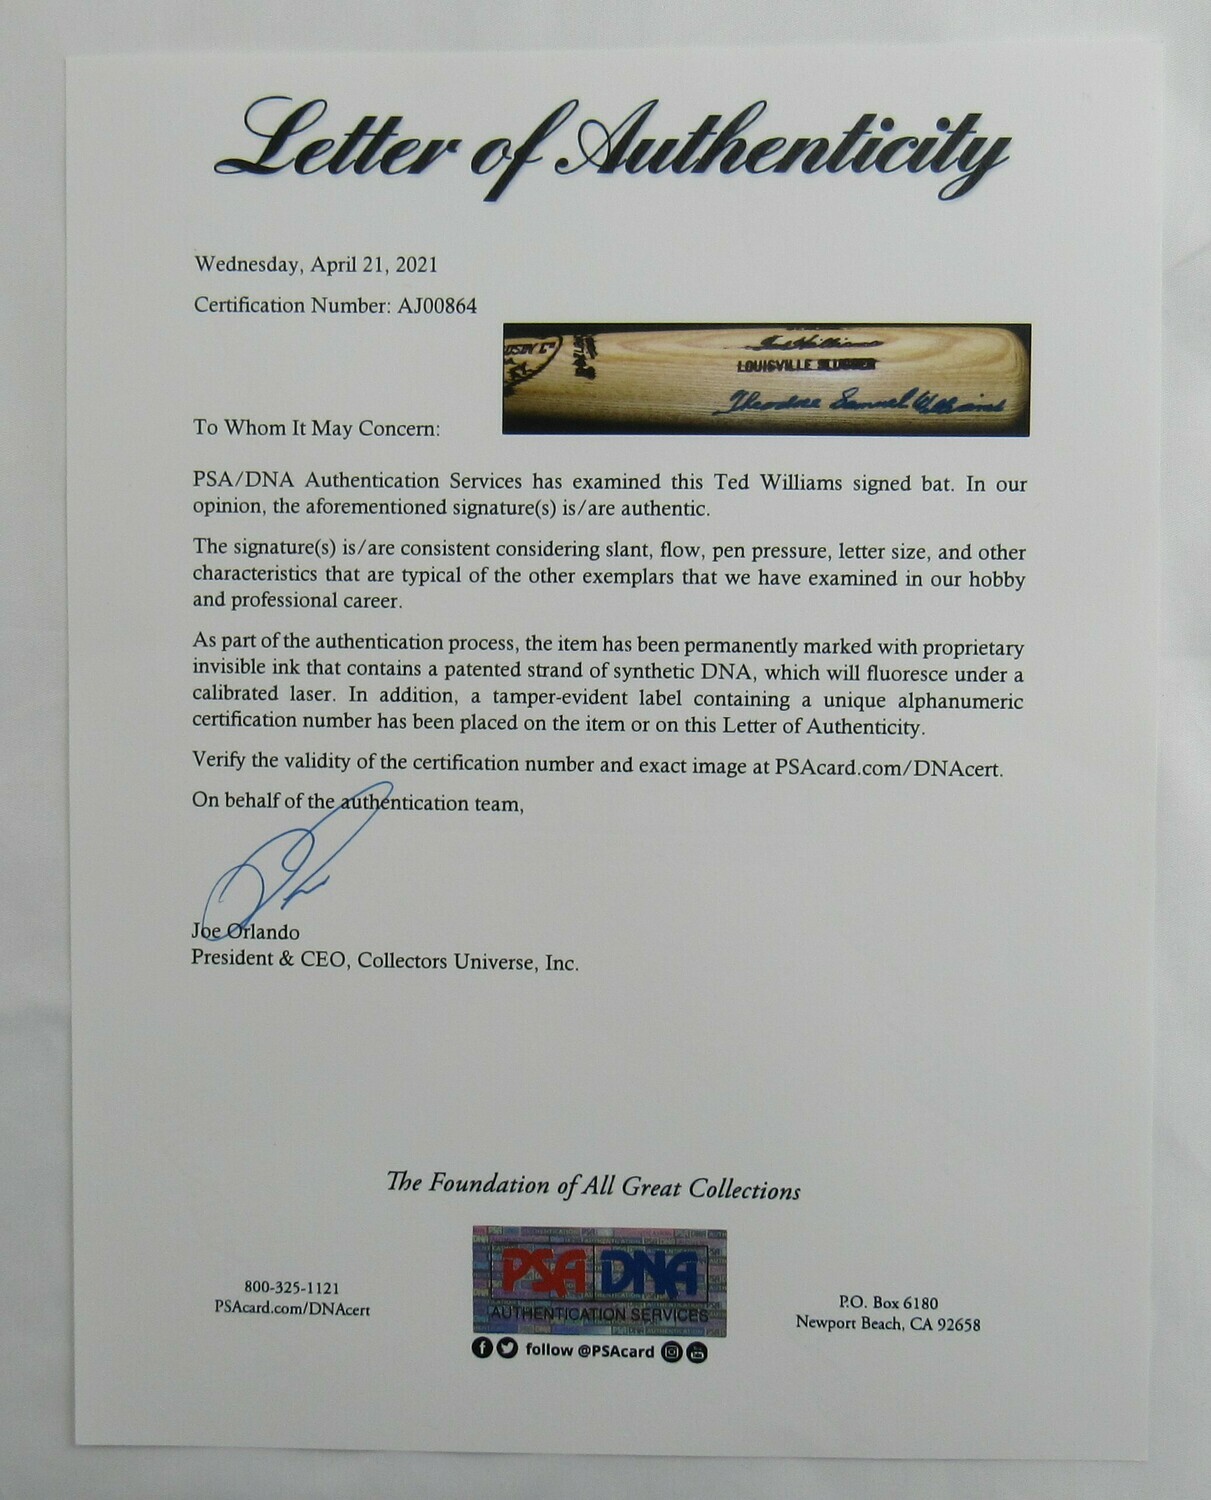 Letter of Authenticity
Wednesday, April 21, 2021
Certification Number: AJ00864
Ted Williams
LOUISVILLE SLUGGER
Theodore Samuel Williams
To Whom It May Concern:
PSA/DNA Authentication Services has examined this Ted Williams signed bat. In our
opinion, the aforementioned signature(s) is/are authentic.
The signature(s) is/are consistent considering slant, flow, pen pressure, letter size, and other
characteristics that are typical of the other exemplars that we have examined in our hobby
and professional career.
As part of the authentication process, the item has been permanently marked with proprietary
invisible ink that contains a patented strand of synthetic DNA, which will fluoresce under a
calibrated laser. In addition, a tamper-evident label containing a unique alphanumeric
certification number has been placed on the item or on this Letter of Authenticity.
Verify the validity of the certification number and exact image at PSAcard.com/DNAcert.
On behalf of the authentication team,
Joe Orlando
President & CEO, Collectors Universe, Inc.
The Foundation of All Great Collections
PSA DNA
AUTHENTICATION SERVICES
800-325-1121
PSAcard.com/DNAcert
P.O. Box 6180
Newport Beach, CA 92658
follow @PSAcard